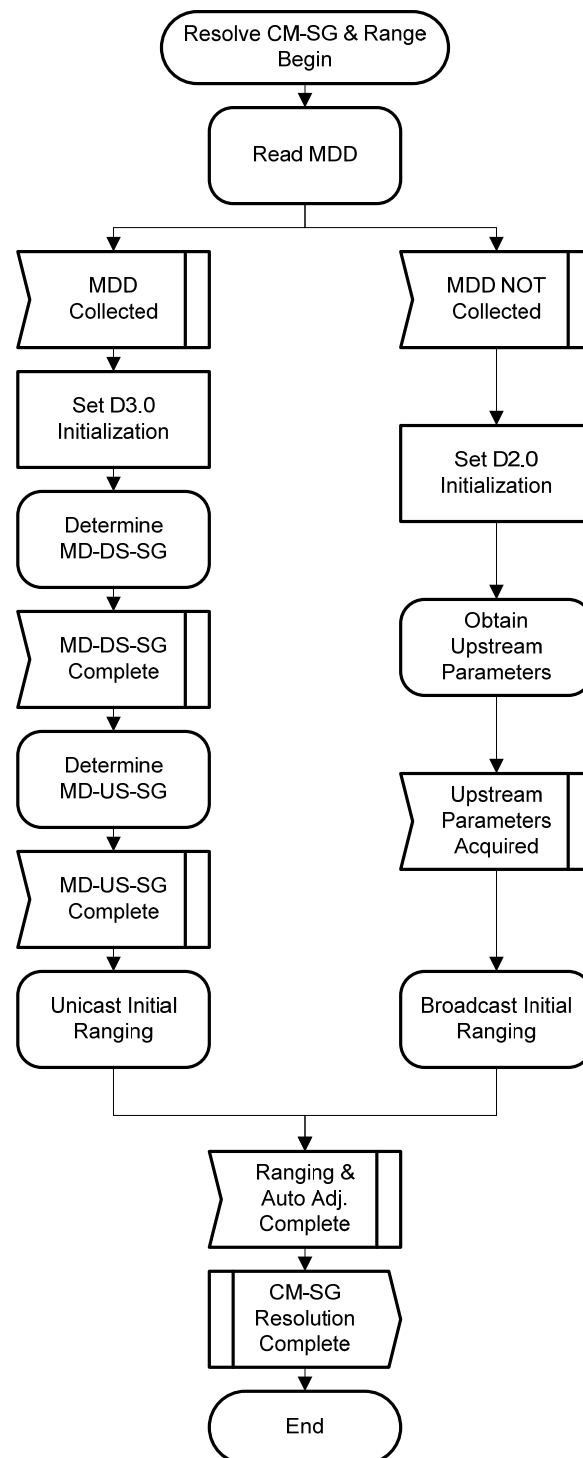 Resolve CM-SG & Range
Begin
Read MDD
MDD
Collected
MDD NOT
Collected
Set D3.0
Initialization
Set D2.0
Initialization
Determine
MD-DS-SG
MD-DS-SG
Complete
Obtain
Upstream
Parameters
Determine
MD-US-SG
Upstream
Parameters
Acquired
MD-US-SG
Complete
Unicast Initial
Ranging
Broadcast Initial
Ranging
Ranging &
Auto Adj.
Complete
CM-SG
Resolution
Complete
End